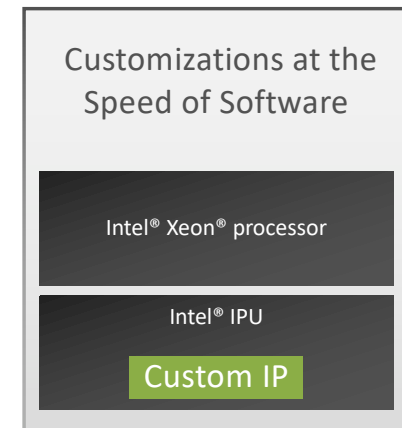 Customizations at the
Speed of Software
Intel® Xeon® processor
Intel® IPU
Custom IP